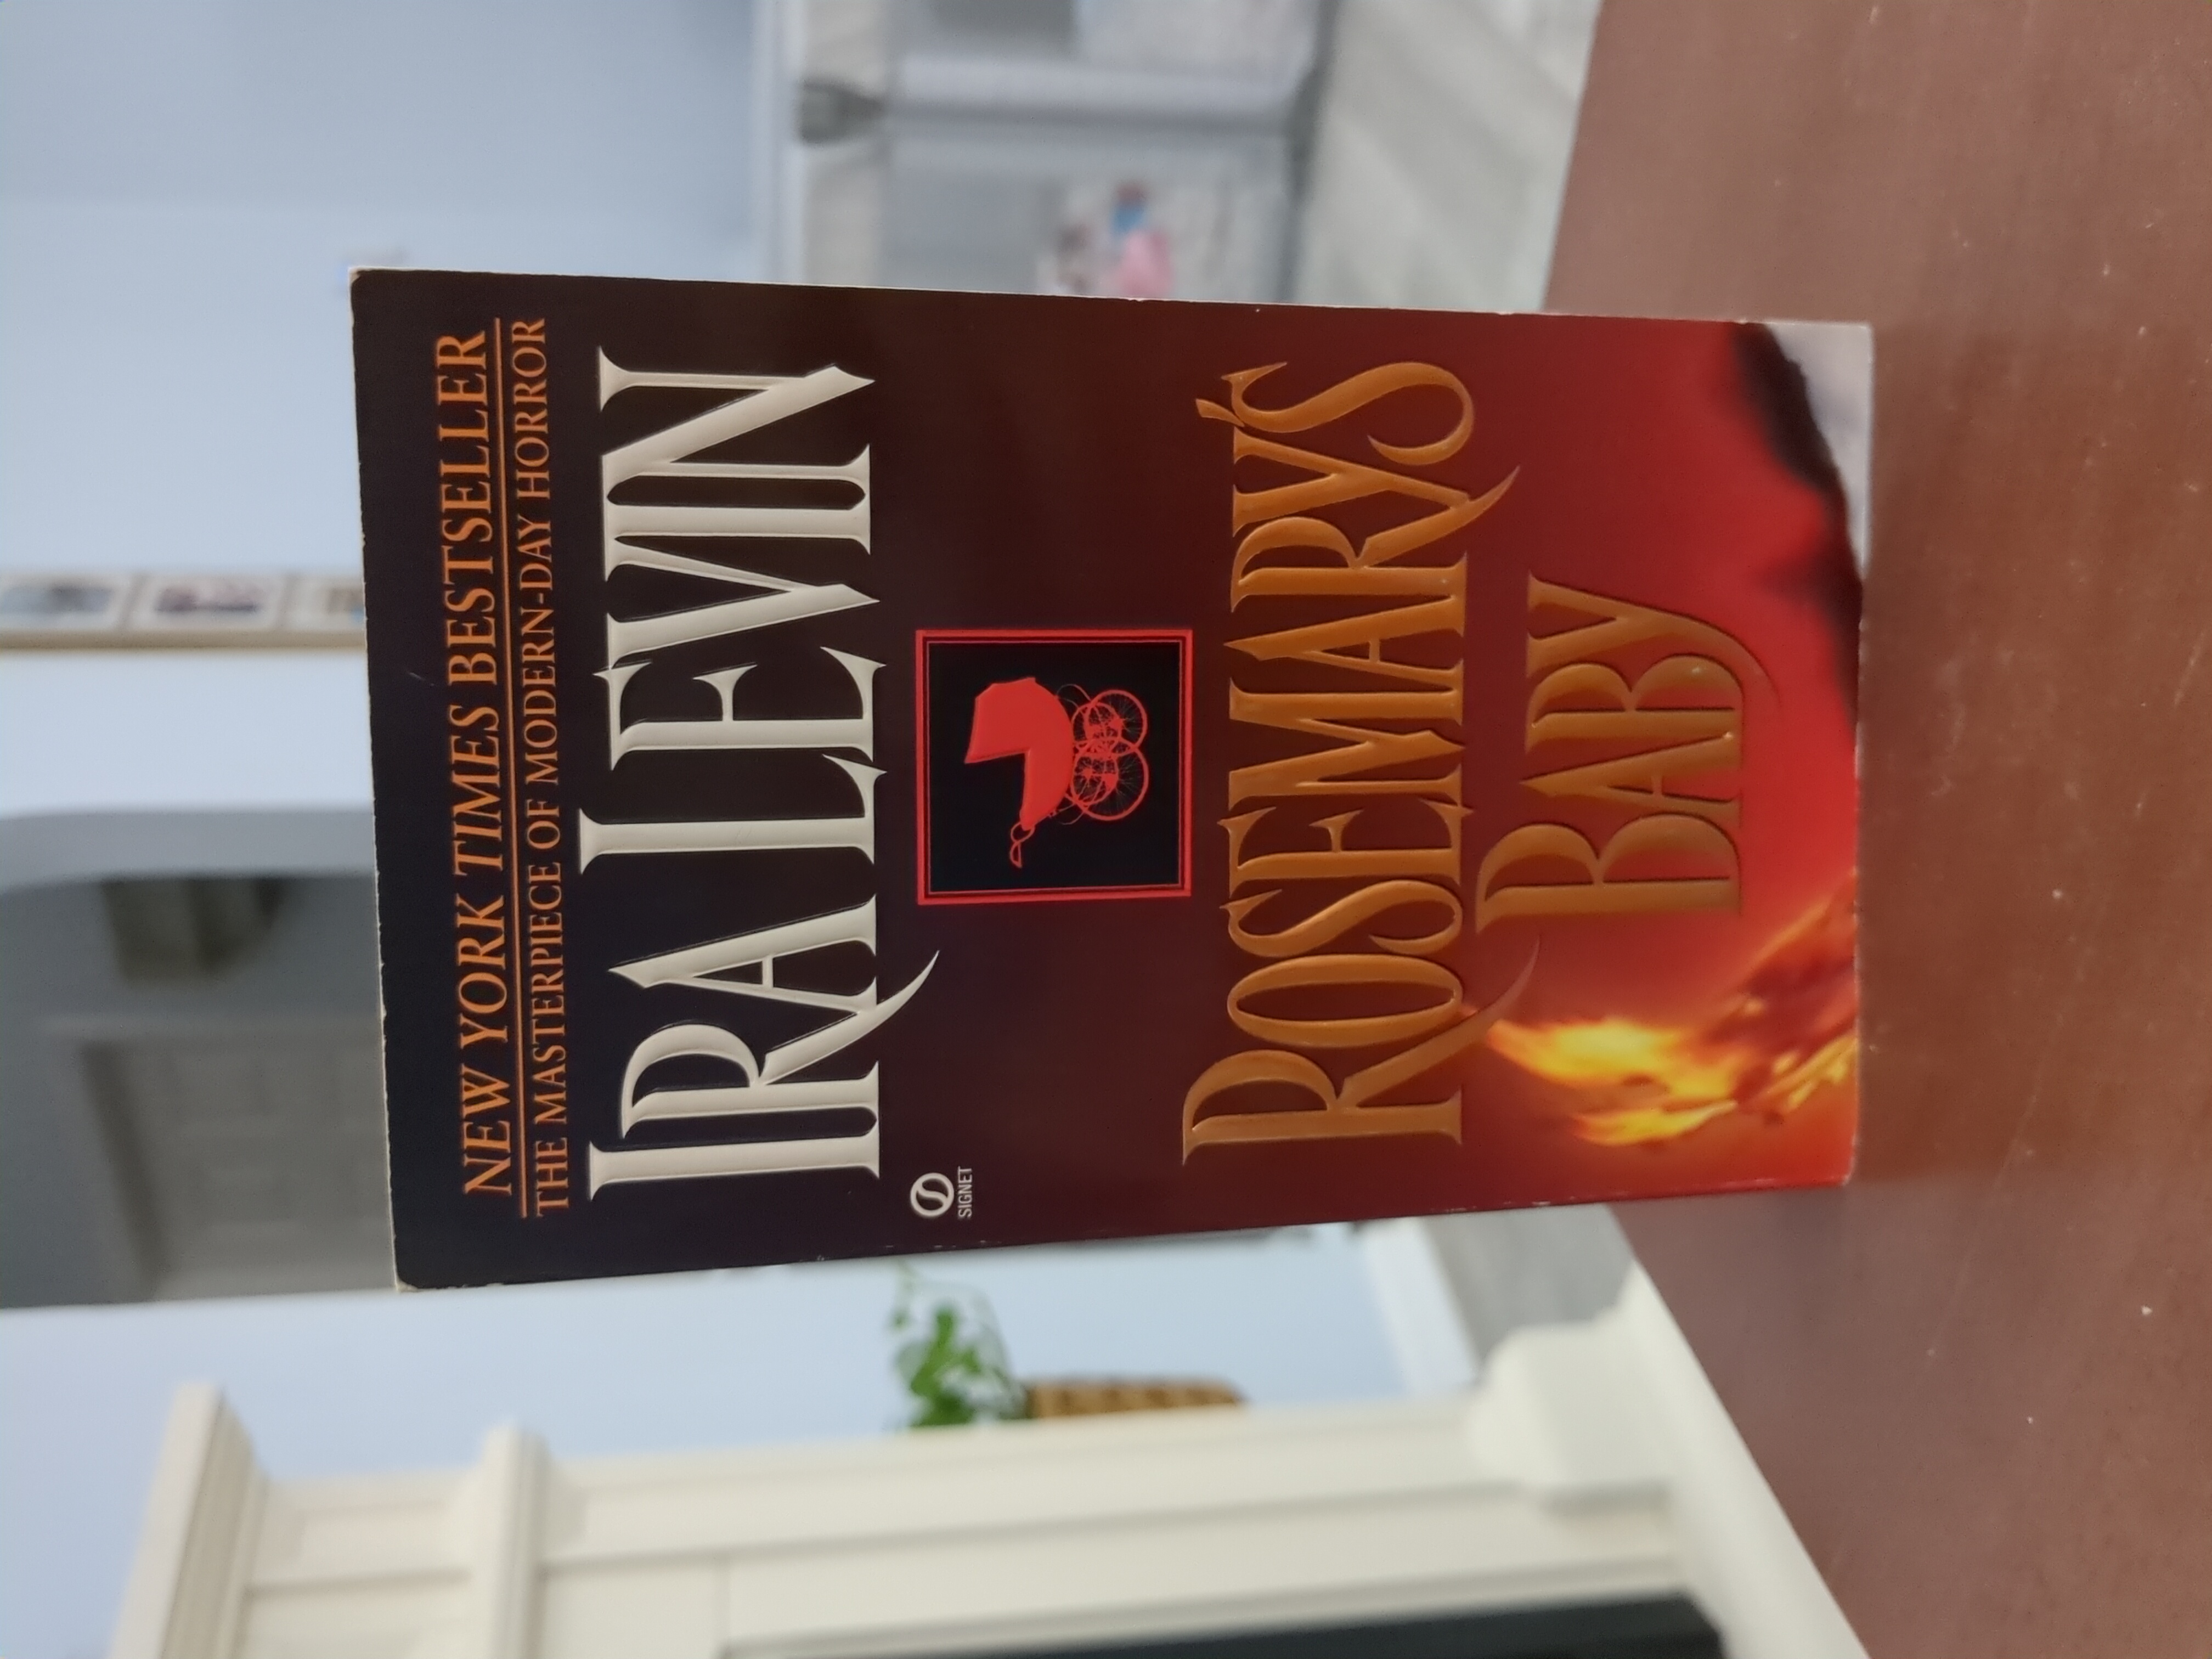 NEW YORK TIMES BESTSELLER
THE MASTERPIECE OF MODERN-DAY HORROR
IRA LEVIN
SIGNET
ROSEMARY'S
BABY